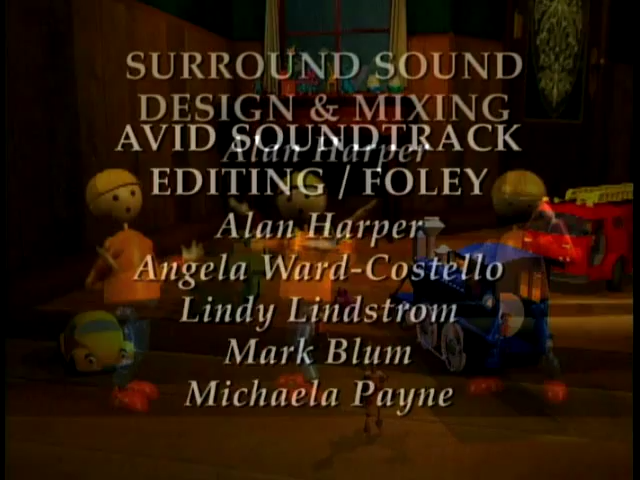 SURROUND SOUND
DESIGN & MIXING
AVID SOUNDTRACK
Alan Harper
EDITING / FOLEY
Alan Harper
Angela Ward-Costello
Lindy Lindstrom
Mark Blum
Michaela Payne